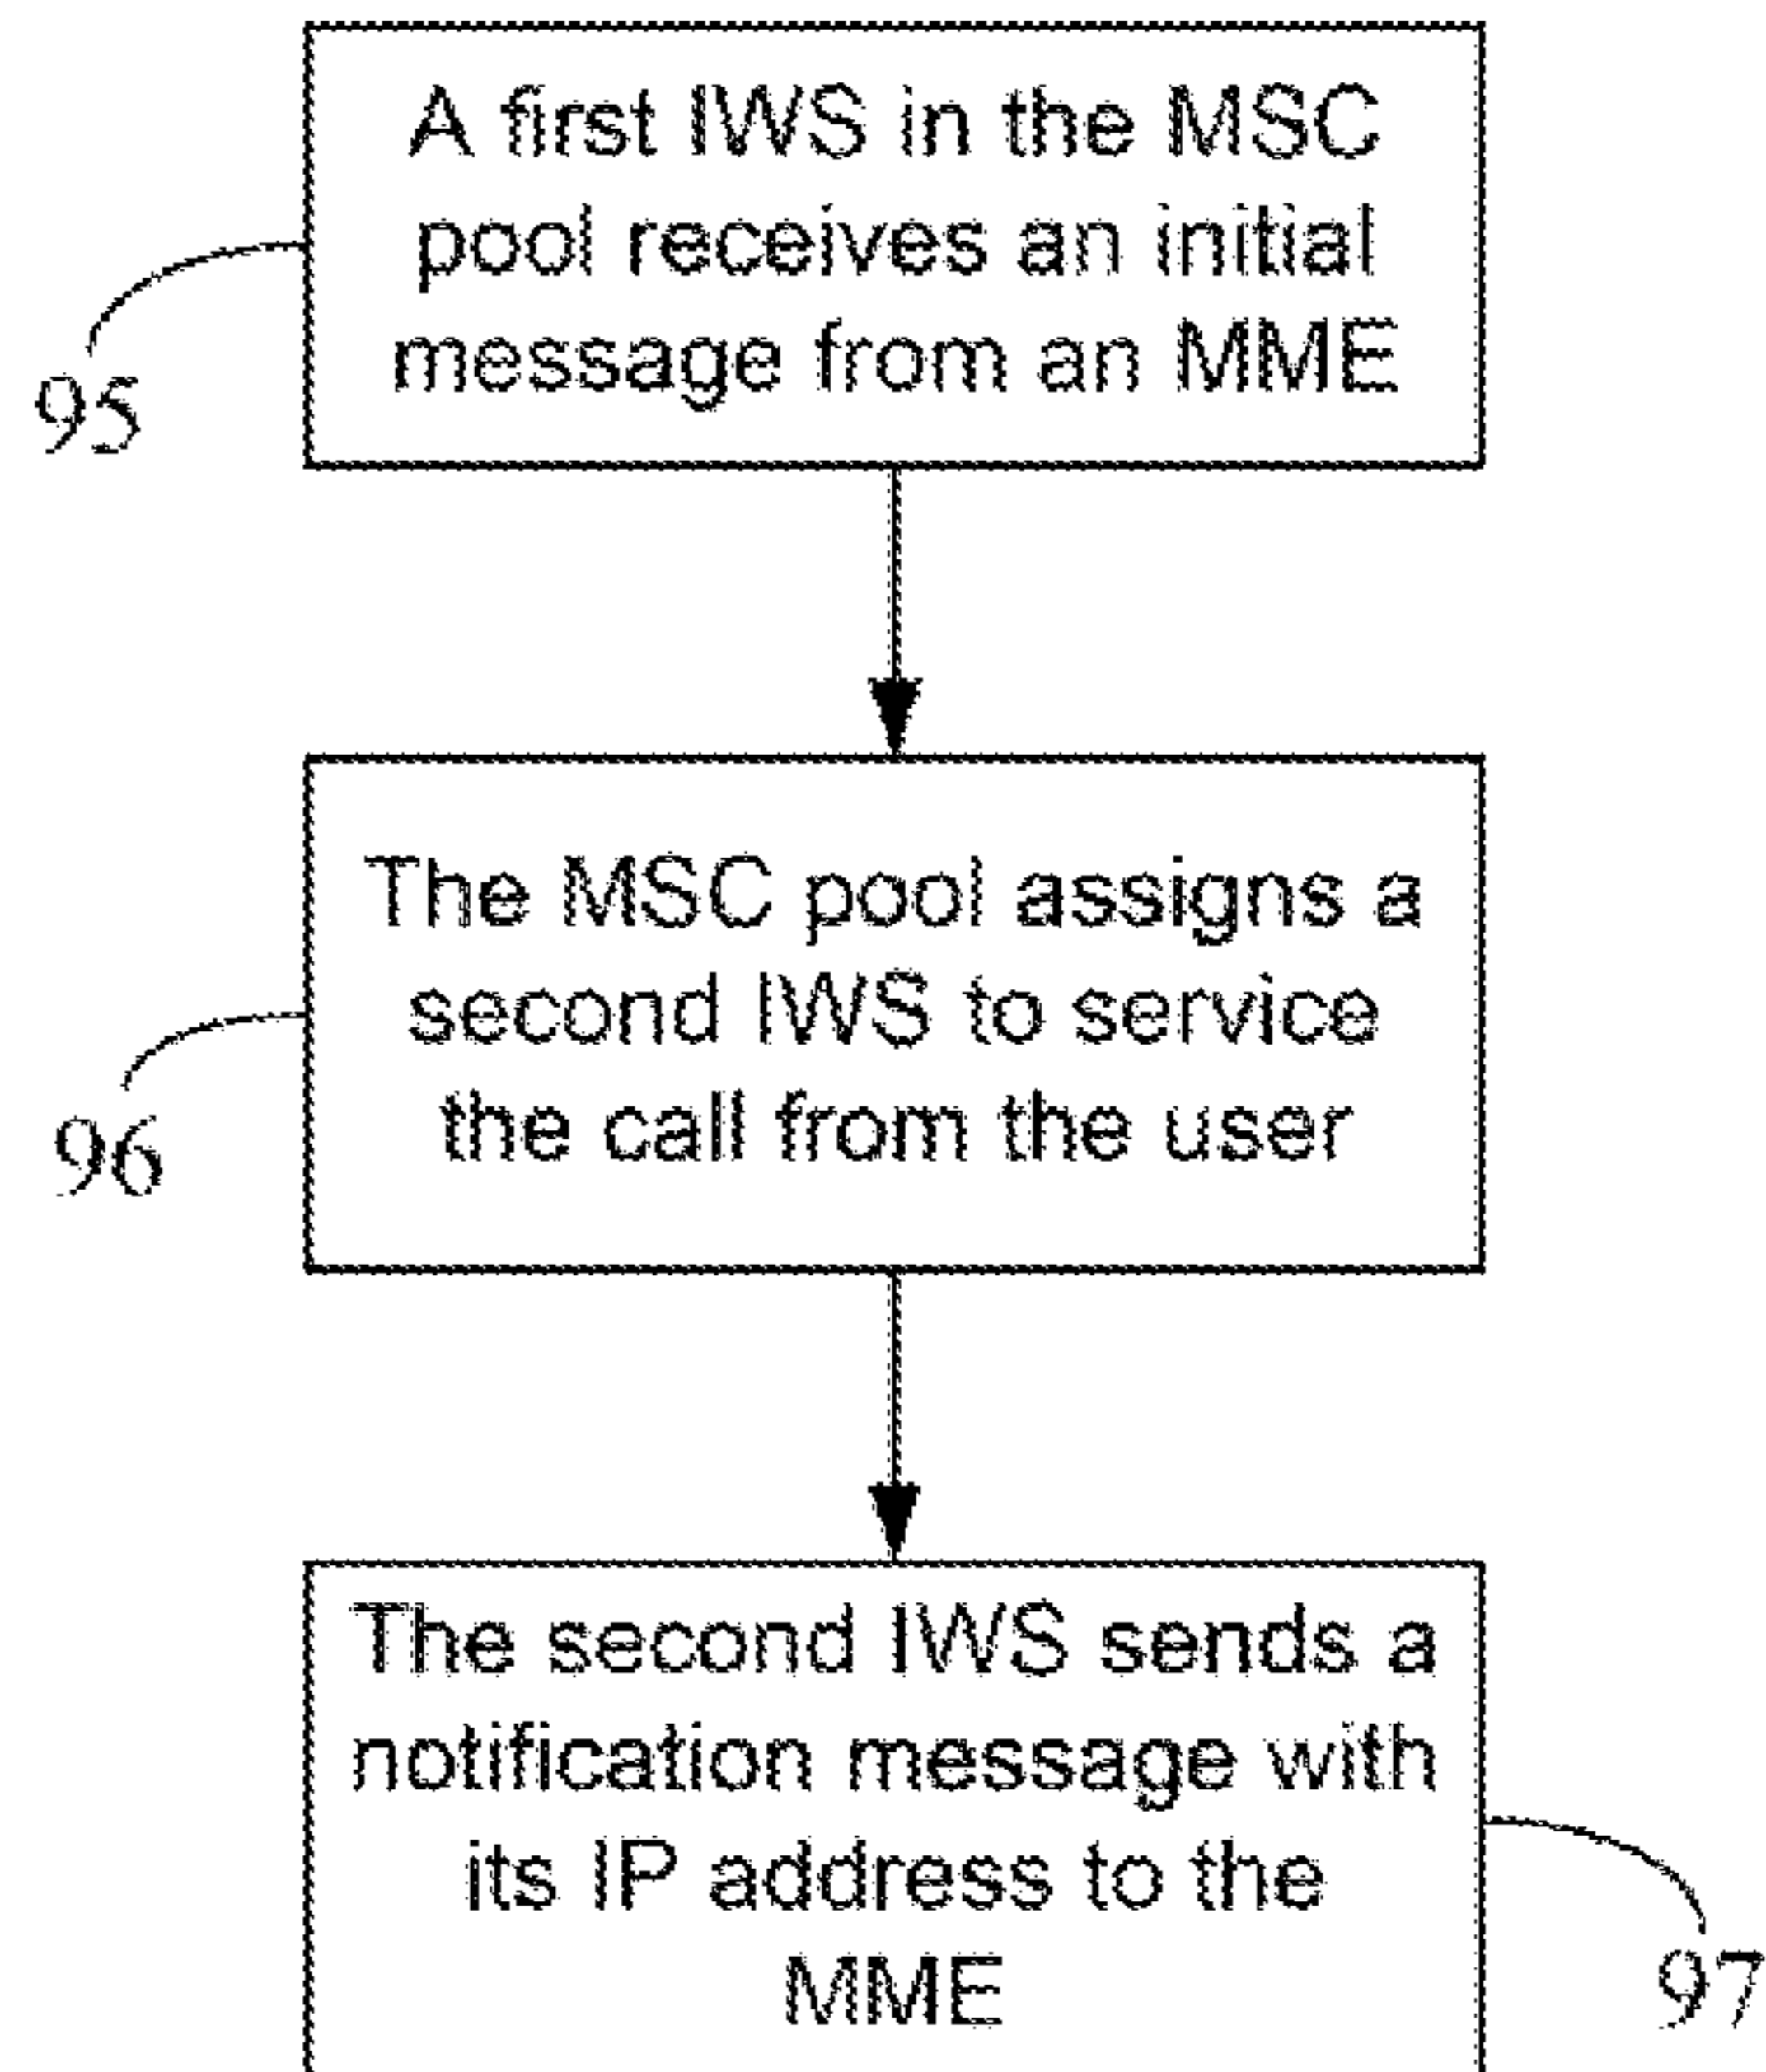 A first IWS in the MSC
pool receives an initial
message from an MME
95
The MSC pool assigns a
second IWS to service
the call from the user
96
The second IWS sends a
notification message with
its IP address to the
MME
97